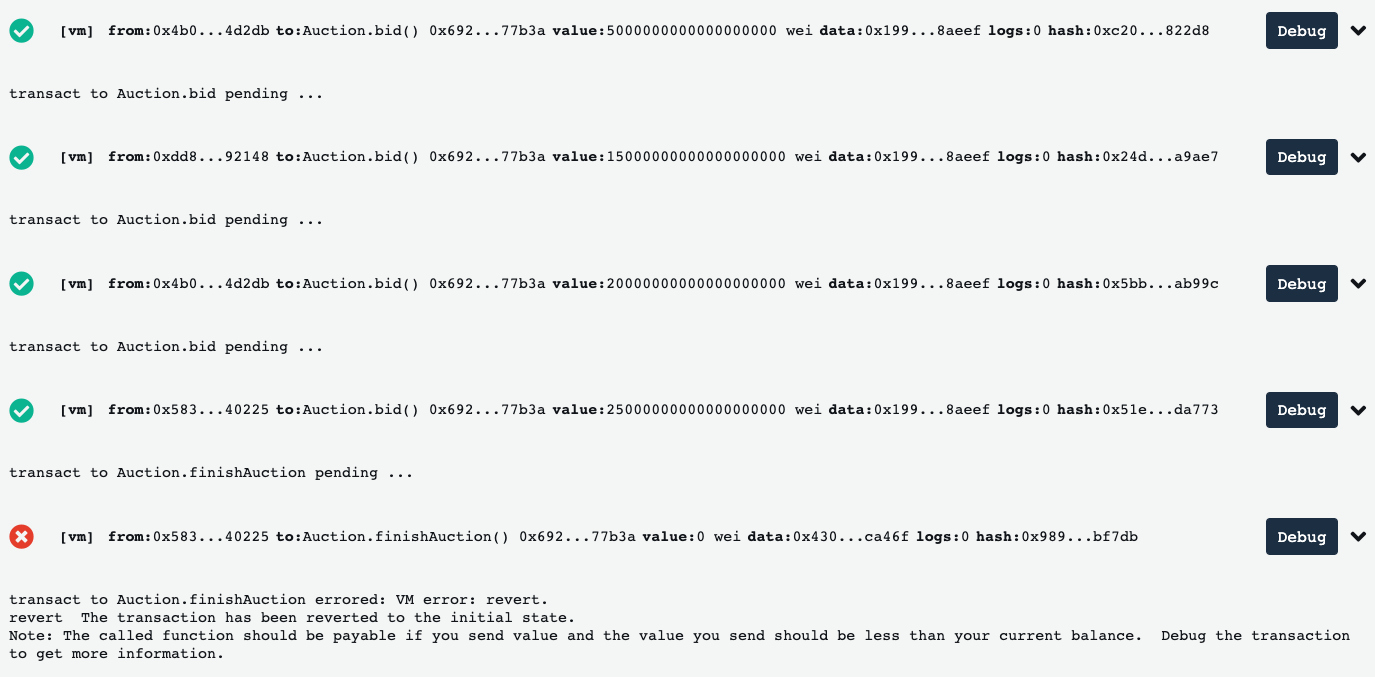 [vm] from:0x4b0...4d2db to:Auction.bid() 0x692...77b3a value:5000000000000000000 wei data:0x199...8aeef logs:0 hash:0xc20...822d8 Debug
transact to Auction.bid pending ...
[vm] from:0xdd8...92148 to:Auction.bid() 0x692...77b3a value:15000000000000000000 wei data:0x199...8aeef logs:0 hash:0x24d...a9ae7 Debug
transact to Auction.bid pending ...
[vm] from:0x4b0...4d2db to:Auction.bid() 0x692...77b3a value:20000000000000000000 wei data:0x199...8aeef logs:0 hash:0x5bb...ab99c Debug
transact to Auction.bid pending ...
[vm] from:0x583...40225 to:Auction.bid() 0x692...77b3a value:25000000000000000000 wei data:0x199...8aeef logs:0 hash:0x51e...da773 Debug
transact to Auction.finishAuction pending ...
[vm] from:0x583...40225 to:Auction.finishAuction() 0x692...77b3a value:0 wei data:0x430...ca46f logs:0 hash:0x989...bf7db Debug
transact to Auction.finishAuction errored: VM error: revert.
revert  The transaction has been reverted to the initial state.
Note: The called function should be payable if you send value and the value you send should be less than your current balance.  Debug the transaction
to get more information.